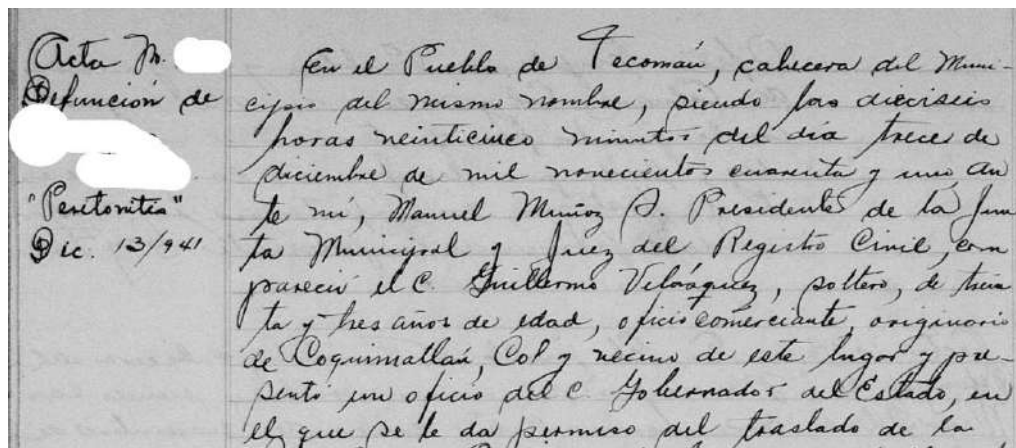 Acta N.
Defunción de
"Peritonitis"
Dic. 13/941
En el Pueblo de Tecomán, cabecera del Muni-
cipio del mismo nombre, siendo las dieciseis
horas veinticinco minutos del día trece de
diciembre de mil novecientos cuarenta y uno, an
te mí, Manuel Muñoz S. Presidente de la Jun
ta Municipal y Juez del Registro Civil, com
pareció el C. Guillermo Velázquez, soltero, de trein
ta y tres años de edad, oficio comerciante, originario
de Coquimatlán, Col y vecino de este lugar y pre-
sentó un oficio del C. Gobernador del Estado, en
el que se le da permiso del traslado de la